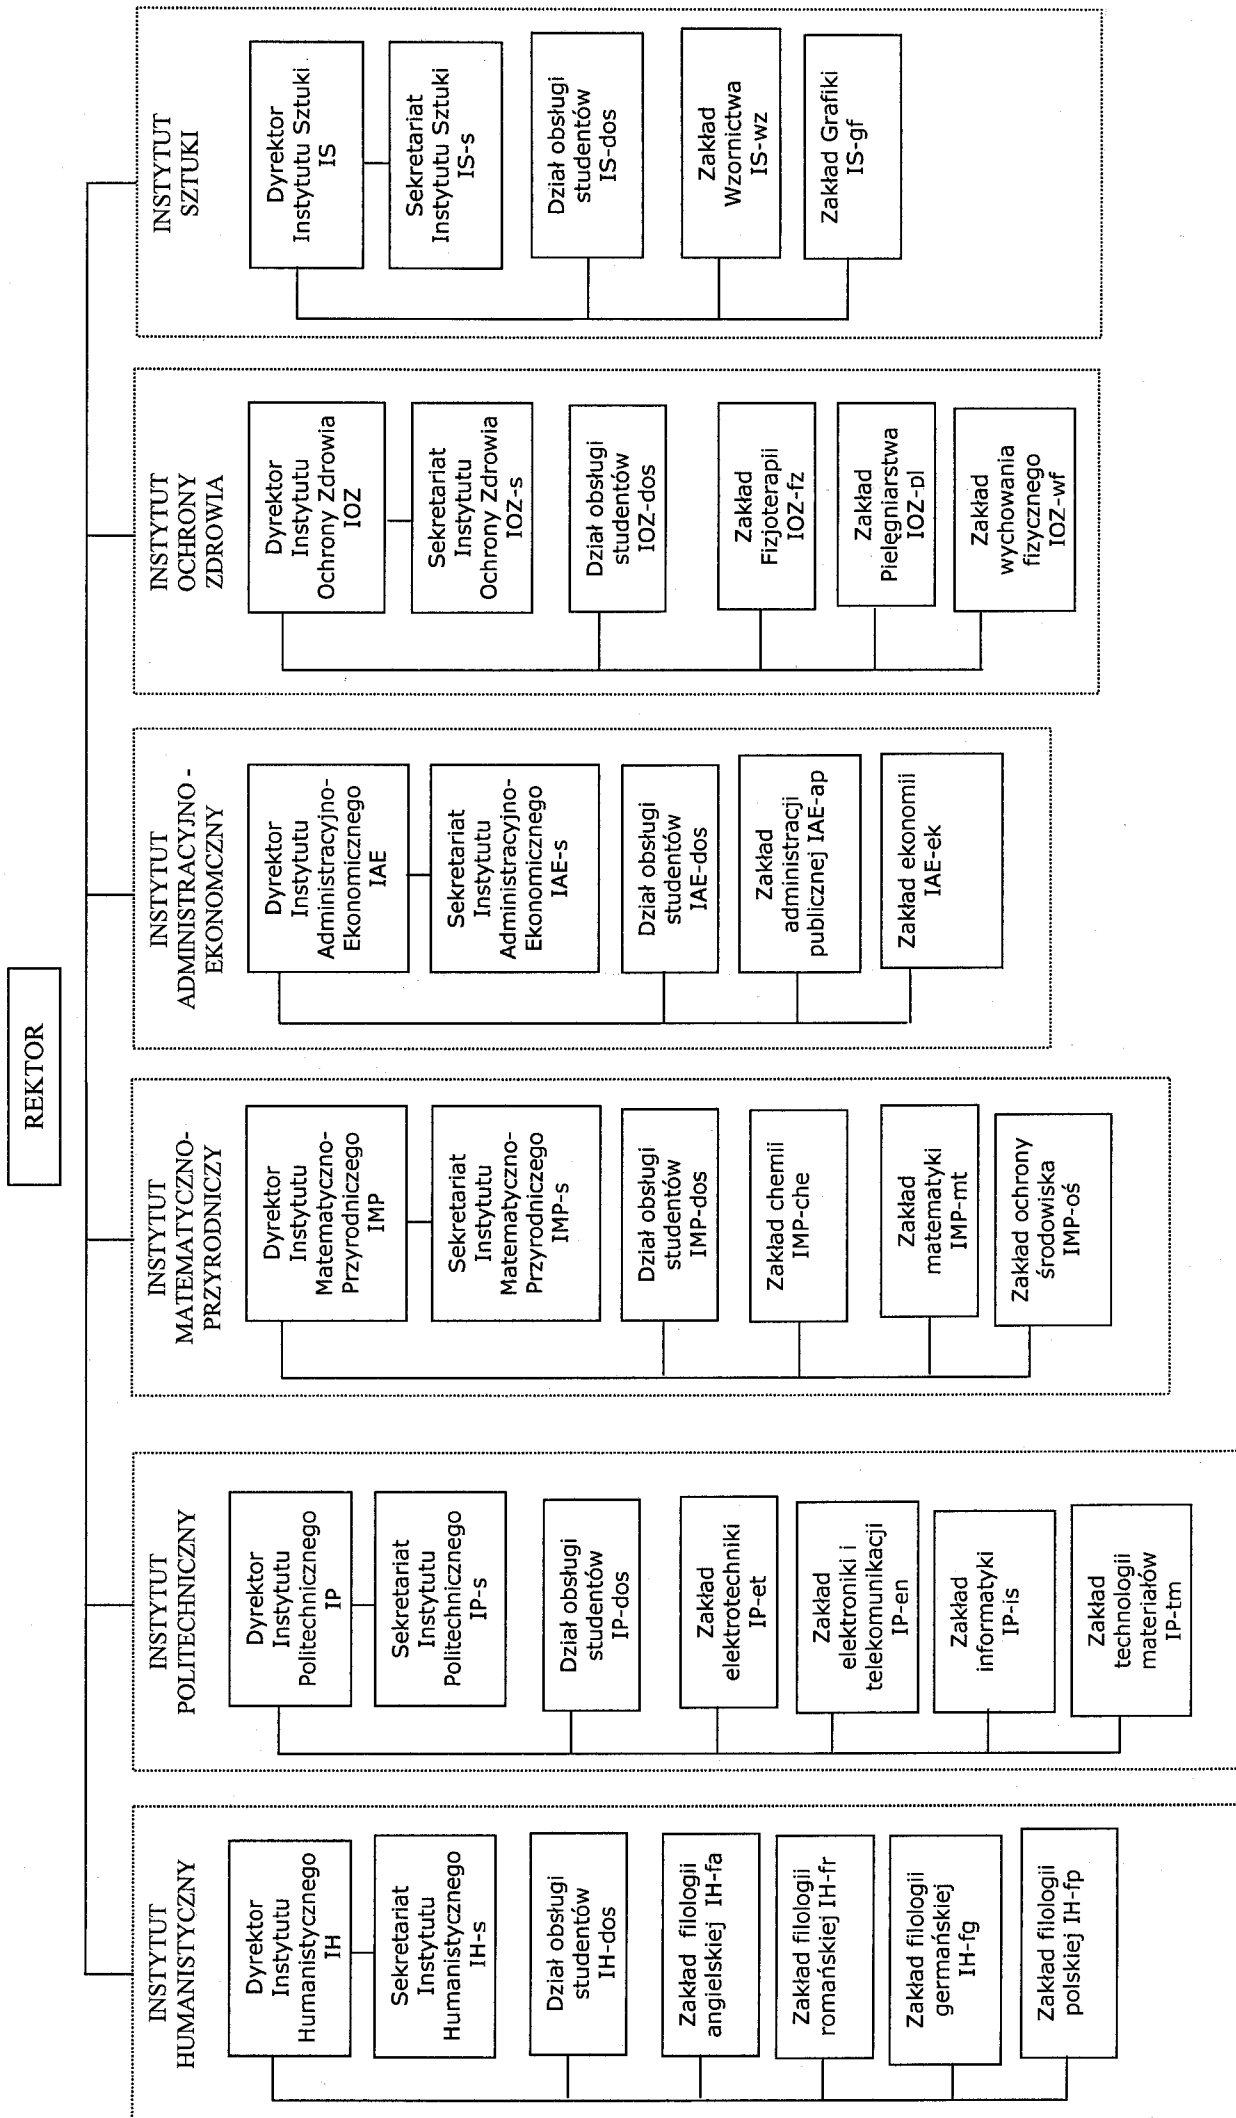 REKTOR
INSTYTUT
HUMANISTYCZNY
Dyrektor
Instytutu
Humanistycznego
IH
Sekretariat
Instytutu
Humanistycznego
IH-s
Dział obsługi
studentów
IH-dos
Zakład filologii
angielskiej IH-fa
Zakład filologii
romańskiej IH-fr
Zakład filologii
germańskiej
IH-fg
Zakład filologii
polskiej IH-fp
INSTYTUT
POLITECHNICZNY
Dyrektor
Instytutu
Politechnicznego
IP
Sekretariat
Instytutu
Politechnicznego
IP-s
Dział obsługi
studentów
IP-dos
Zakład
elektrotechniki
IP-et
Zakład
elektroniki i
telekomunikacji
IP-en
Zakład
informatyki
IP-is
Zakład
technologii
materiałów
IP-tm
INSTYTUT
MATEMATYCZNO-
PRZYRODNICZY
Dyrektor
Instytutu
Matematyczno-
Przyrodniczego
IMP
Sekretariat
Instytutu
Matematyczno-
Przyrodniczego
IMP-s
Dział obsługi
studentów
IMP-dos
Zakład chemii
IMP-che
Zakład
matematyki
IMP-mt
Zakład ochrony
środowiska
IMP-oś
INSTYTUT
ADMINISTRACYJNO -
EKONOMCZNY
Dyrektor
Instytutu
Administracyjno-
Ekonomicznego
IAE
Sekretariat
Instytutu
Administracyjno-
Ekonomicznego
IAE-s
Dział obsługi
studentów
IAE-dos
Zakład
administracji
publicznej IAE-ap
Zakład ekonomii
IAE-ek
INSTYTUT
OCHRONY
ZDROWIA
Dyrektor
Instytutu
Ochrony Zdrowia
IOZ
Sekretariat
Instytutu
Ochrony Zdrowia
IOZ-s
Dział obsługi
studentów
IOZ-dos
Zakład
Fizjoterapii
IOZ-fz
Zakład
Pielęgniarstwa
IOZ-pl
Zakład
wychowania
fizycznego
IOZ-wf
INSTYTUT
SZTUKI
Dyrektor
Instytutu Sztuki
IS
Sekretariat
Instytutu Sztuki
IS-s
Dział obsługi
studentów
IS-dos
Zakład
Wzornictwa
IS-wz
Zakład Grafiki
IS-gf